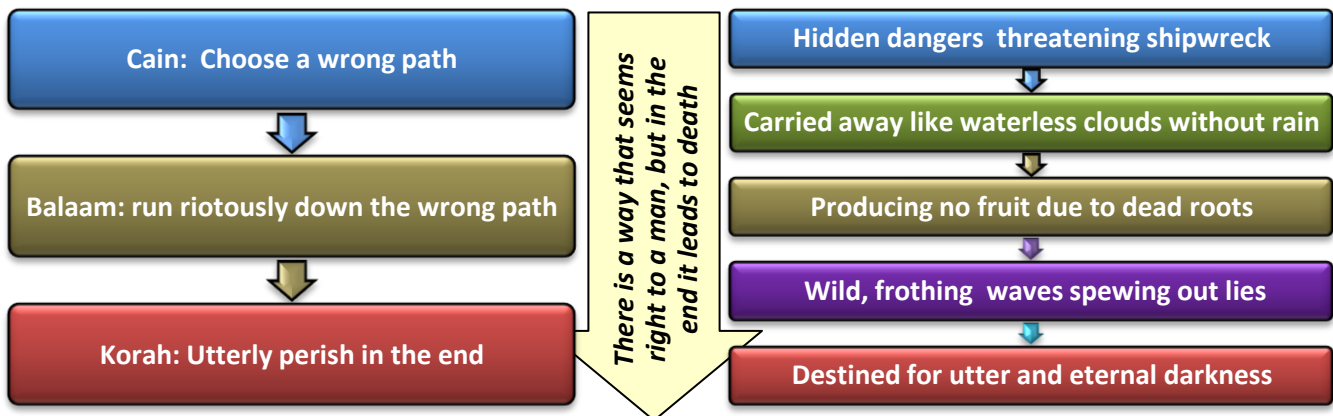 Cain:  Choose a wrong path
Balaam: run riotously down the wrong path
Korah: Utterly perish in the end
There is a way that seems
right to a man, but in the
end it leads to death
Hidden dangers  threatening shipwreck
Carried away like waterless clouds without rain
Producing no fruit due to dead roots
Wild, frothing  waves spewing out lies
Destined for utter and eternal darkness